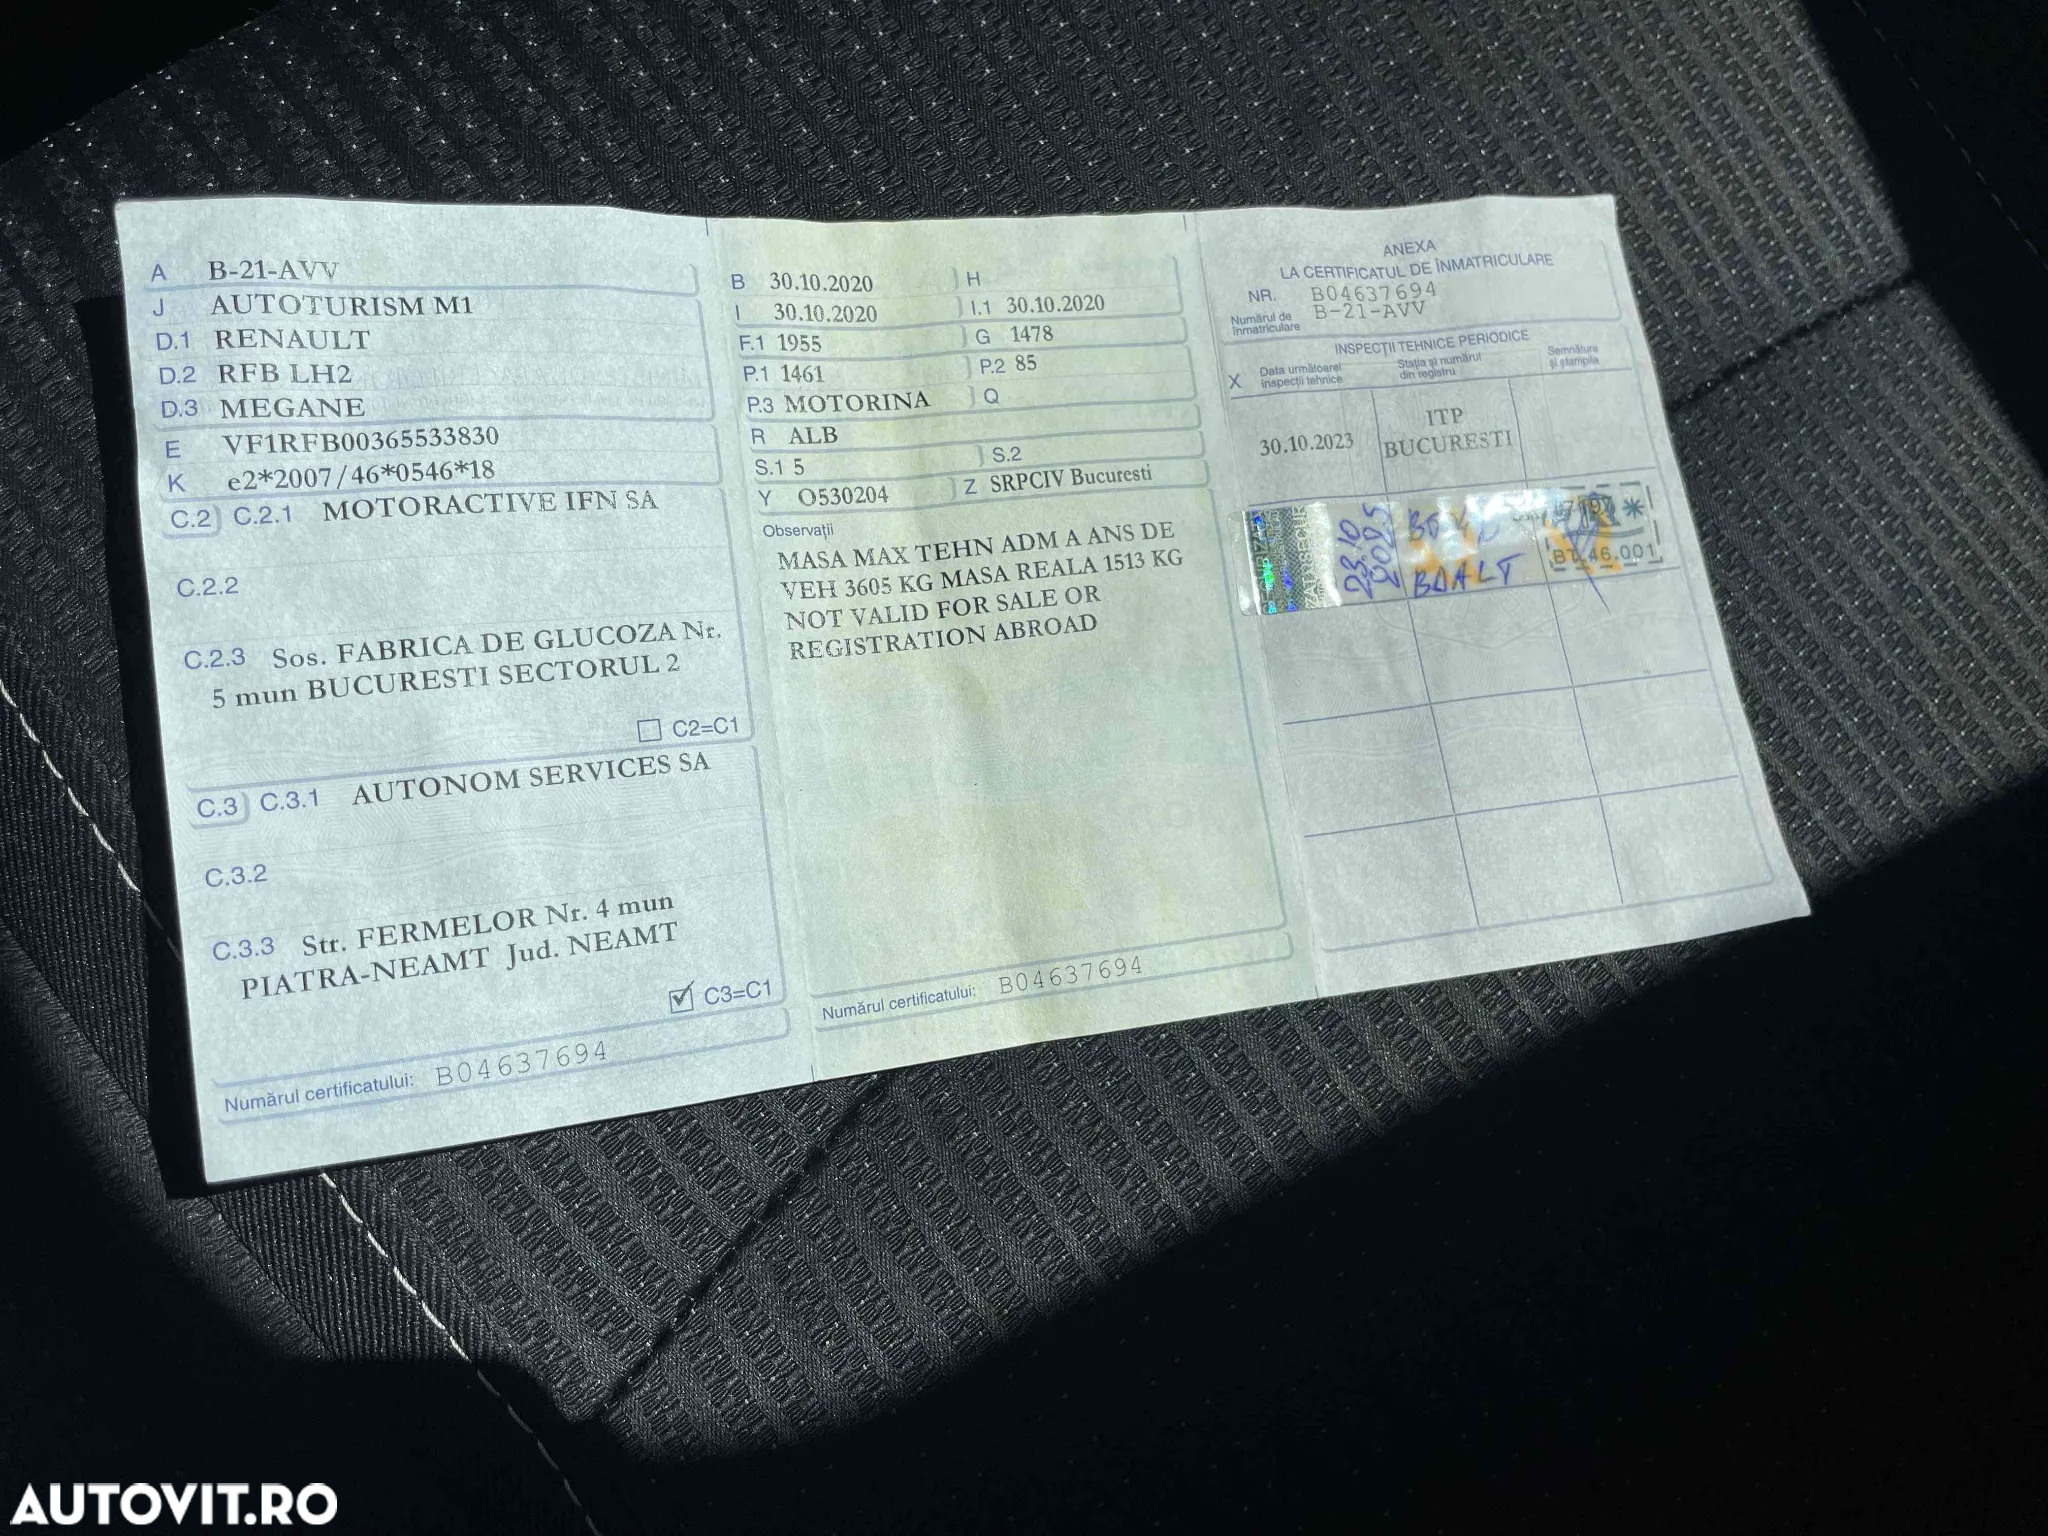 A B-21-AVV
J AUTOTURISM M1
D.1 RENAULT
D.2 RFB LH2
D.3 MEGANE
E VF1RFB00365533830
K e2*2007/46*0546*18
C.2 C.2.1 MOTORACTIVE IFN SA
C.2.2
C.2.3 Sos. FABRICA DE GLUCOZA Nr.
5 mun BUCURESTI SECTORUL 2
C2=C1
C.3 C.3.1 AUTONOM SERVICES SA
C.3.2
C.3.3 Str. FERMELOR Nr. 4 mun
PIATRA-NEAMT Jud. NEAMT
C3=C1
Numărul certificatului: B04637694
B 30.10.2020 H
I 30.10.2020 I.1 30.10.2020
F.1 1955 G 1478
P.1 1461 P.2 85
P.3 MOTORINA Q
R ALB
S.1 5 S.2
Y O530204 Z SRPCIV Bucuresti
Observații
MASA MAX TEHN ADM A ANS DE
VEH 3605 KG MASA REALA 1513 KG
NOT VALID FOR SALE OR
REGISTRATION ABROAD
Numărul certificatului: B04637694
ANEXA
LA CERTIFICATUL DE ÎNMATRICULARE
NR. B04637694
Numărul de
înmatriculare B-21-AVV
INSPECȚII TEHNICE PERIODICE
X Data următoarei
inspecții tehnice
Stația și numărul
din registru
Semnătura
și ștampila
30.10.2023
ITP
BUCURESTI
23.10
2025
BDALT
BT.46.001
AUTOVIT.RO